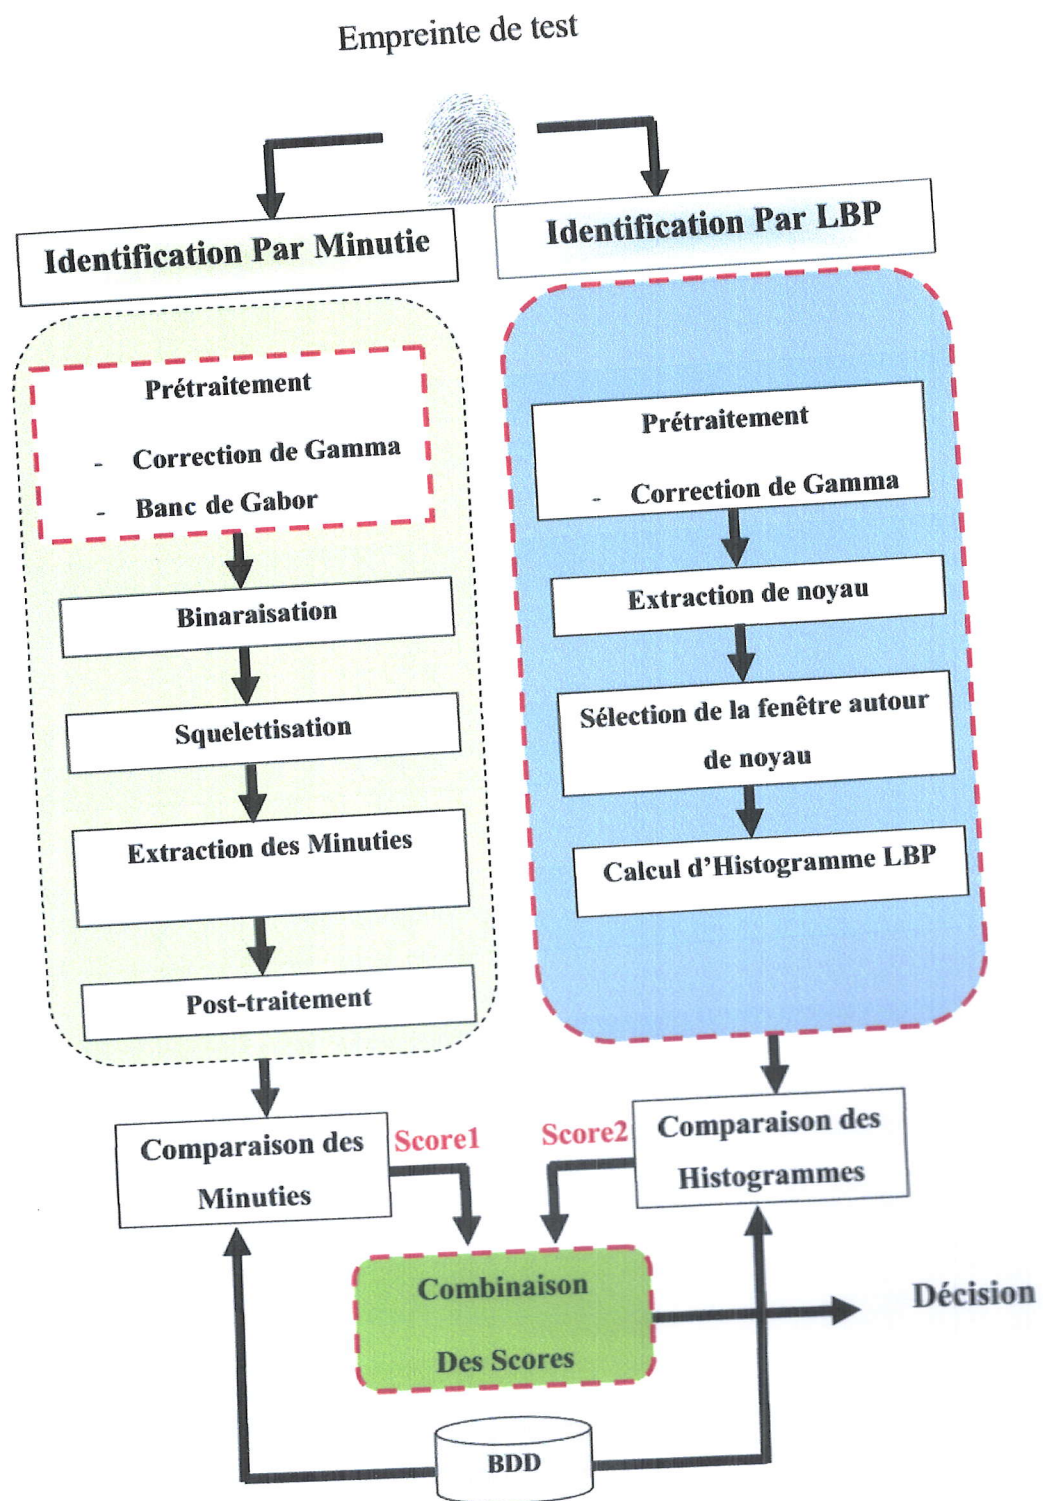 Empreinte de test
Identification Par Minutie
Identification Par LBP
Prétraitement
- Correction de Gamma
- Banc de Gabor
Binaraisation
Squelettisation
Extraction des Minuties
Post-traitement
Prétraitement
- Correction de Gamma
Extraction de noyau
Sélection de la fenêtre autour
de noyau
Calcul d'Histogramme LBP
Comparaison des
Minuties
Score1
Score2
Comparaison des
Histogrammes
Combinaison
Des Scores
Décision
BDD